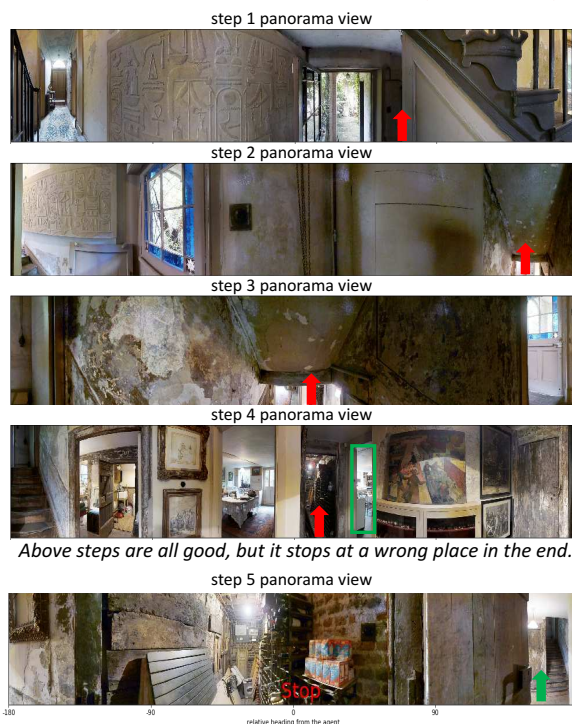 step 1 panorama view
step 2 panorama view
step 3 panorama view
step 4 panorama view
Above steps are all good, but it stops at a wrong place in the end.
step 5 panorama view
Stop
-180 -90 0 90
relative heading from the agent